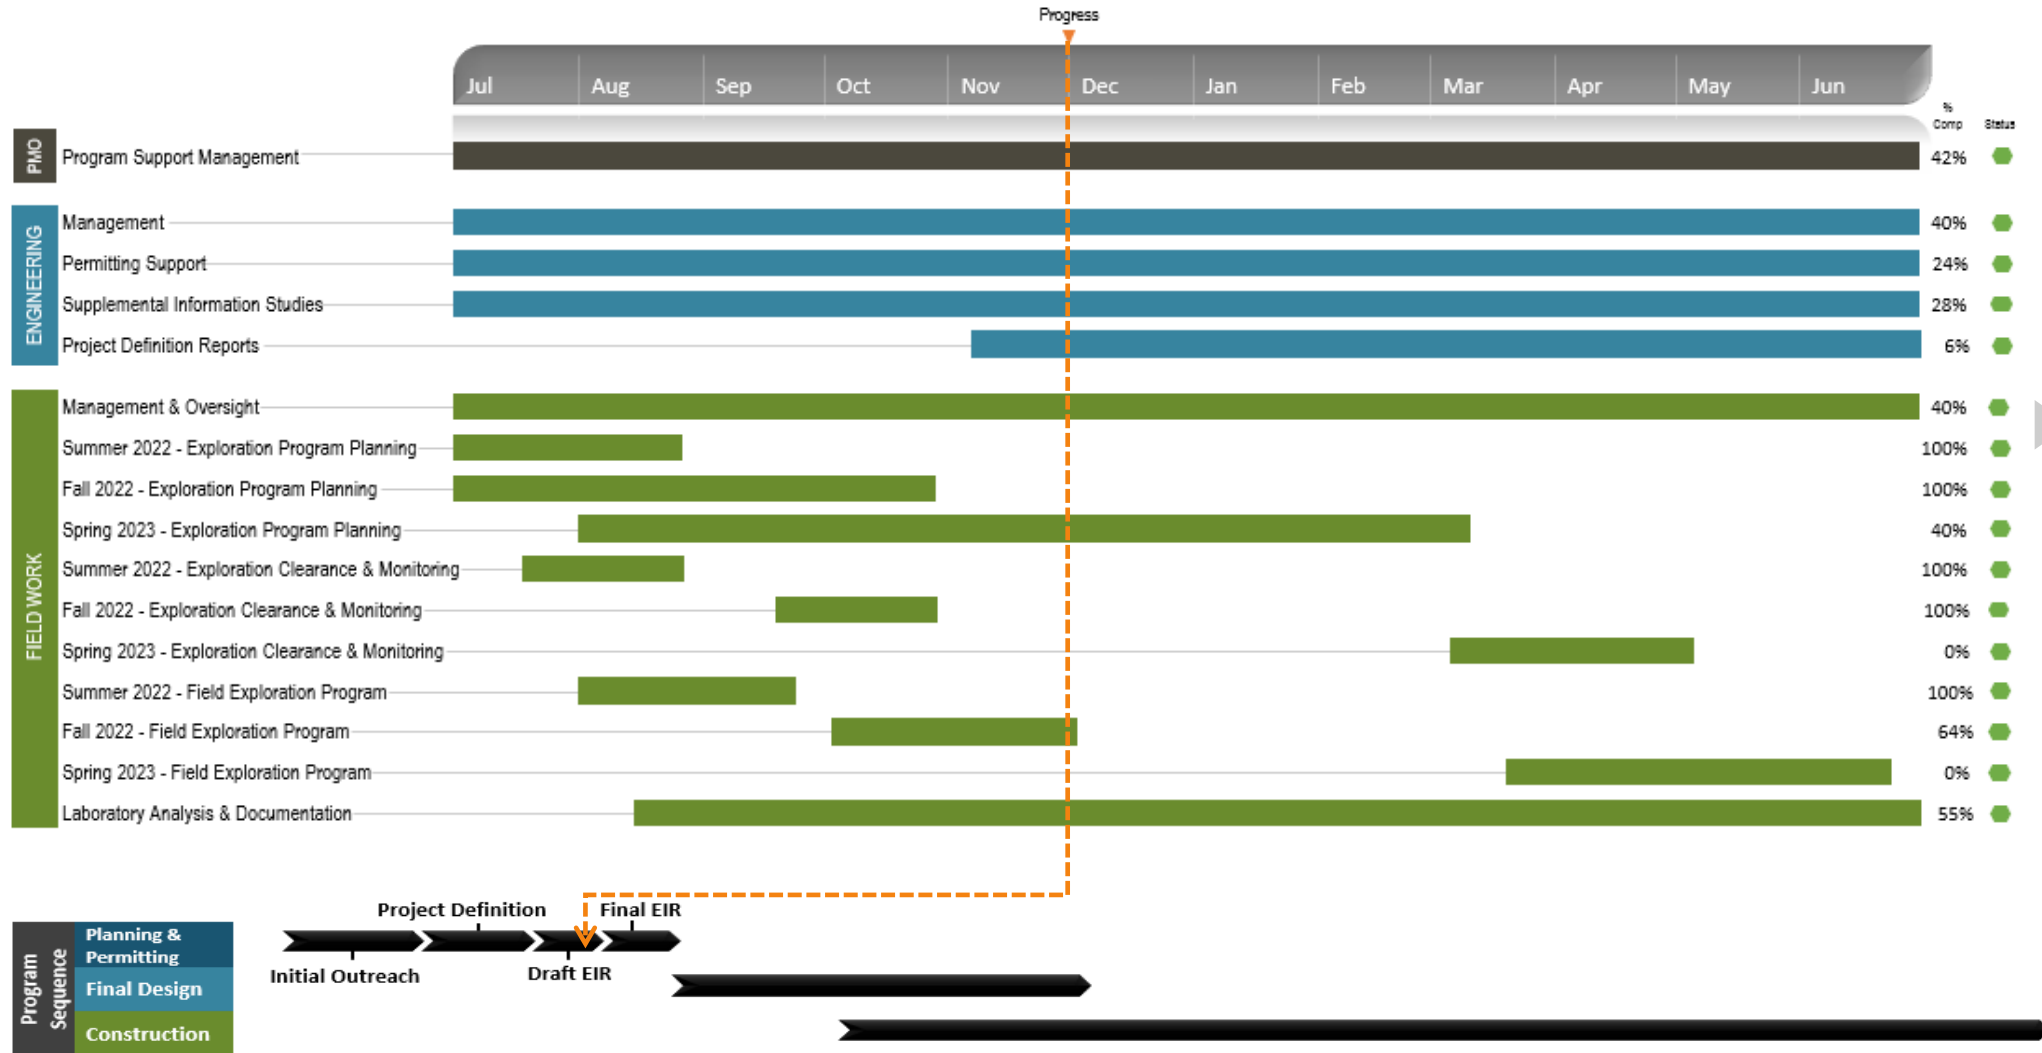 Progress
Jul Aug Sep Oct Nov Dec Jan Feb Mar Apr May Jun
%
Comp Status
PMO
Program Support Management 42%
ENGINEERING
Management 40%
Permitting Support 24%
Supplemental Information Studies 28%
Project Definition Reports 6%
FIELD WORK
Management & Oversight 40%
Summer 2022 - Exploration Program Planning 100%
Fall 2022 - Exploration Program Planning 100%
Spring 2023 - Exploration Program Planning 40%
Summer 2022 - Exploration Clearance & Monitoring 100%
Fall 2022 - Exploration Clearance & Monitoring 100%
Spring 2023 - Exploration Clearance & Monitoring 0%
Summer 2022 - Field Exploration Program 100%
Fall 2022 - Field Exploration Program 64%
Spring 2023 - Field Exploration Program 0%
Laboratory Analysis & Documentation 55%
Project Definition Final EIR
Initial Outreach Draft EIR
Program
Sequence
Planning &
Permitting
Final Design
Construction